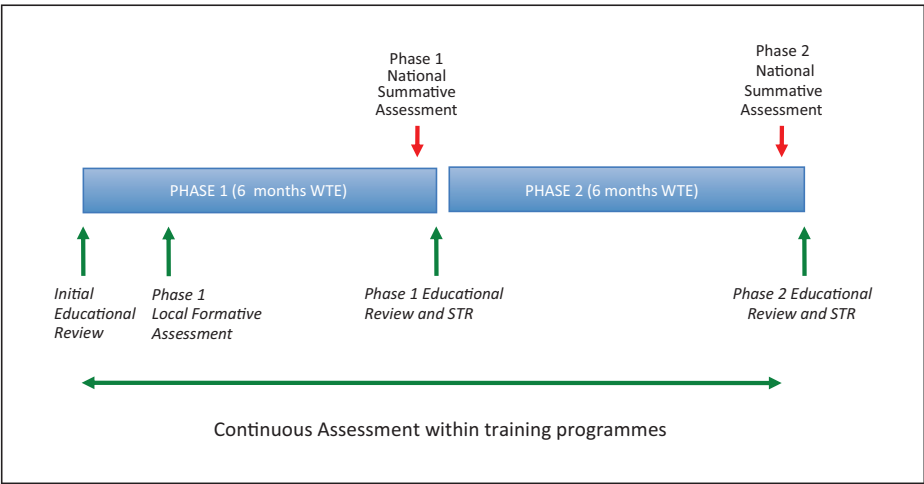 Phase 1
National
Summative
Assessment
Phase 2
National
Summative
Assessment
PHASE 1 (6 months WTE)
PHASE 2 (6 months WTE)
Initial
Educational
Review
Phase 1
Local Formative
Assessment
Phase 1 Educational
Review and STR
Phase 2 Educational
Review and STR
Continuous Assessment within training programmes